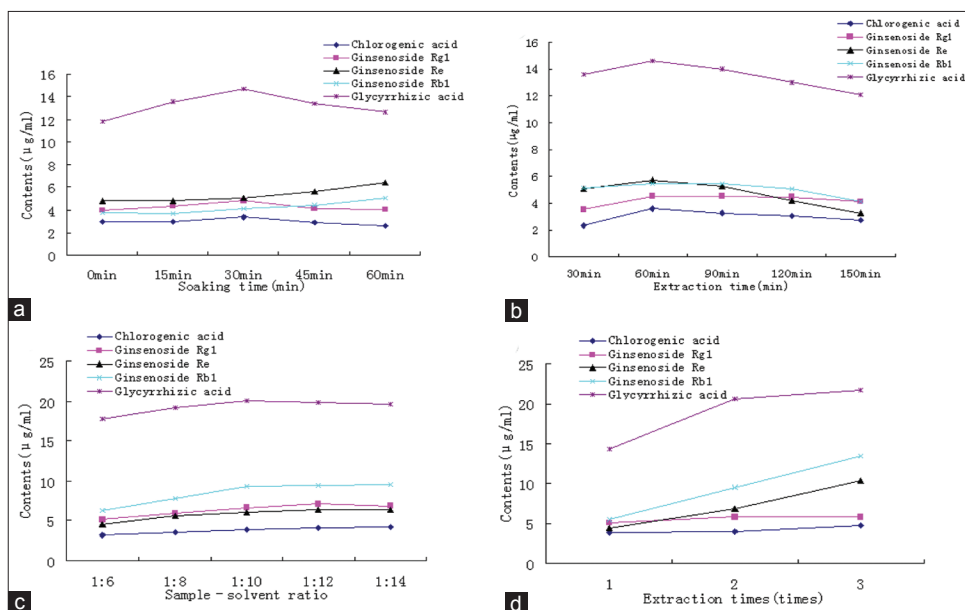 Chlorogenic acid
Ginsenoside Rg1
Ginsenoside Re
Ginsenoside Rb1
Glycyrrhizic acid
16
14
12
10
8
6
4
2
0
Contents(μg/ml)
0min 15min 30min 45min 60min
Soaking time(min)
a
Chlorogenic acid
Ginsenoside Rg1
Ginsenoside Re
Ginsenoside Rb1
Glycyrrhizic acid
16
14
12
10
8
6
4
2
0
Contents(μg/ml)
30min 60min 90min 120min 150min
Extraction time(min)
b
Chlorogenic acid
Ginsenoside Rg1
Ginsenoside Re
Ginsenoside Rb1
Glycyrrhizic acid
25
20
15
10
5
0
Contents(μg/ml)
1:6 1:8 1:10 1:12 1:14
Sample-solvent ratio
c
Chlorogenic acid
Ginsenoside Rg1
Ginsenoside Re
Ginsenoside Rb1
Glycyrrhizic acid
25
20
15
10
5
0
Contents(μg/ml)
1 2 3
Extraction times(times)
d